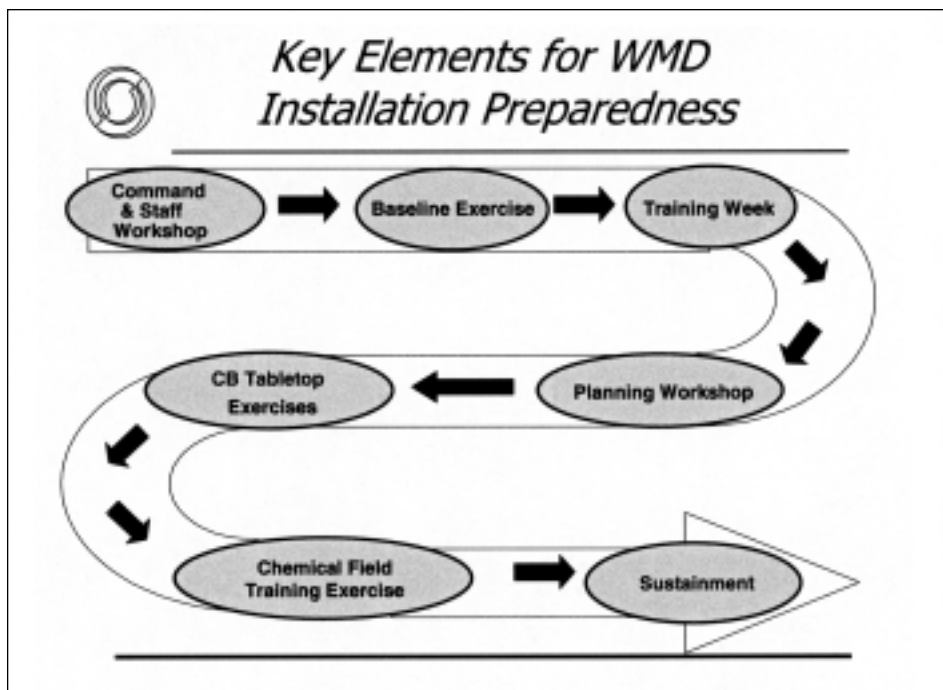 Key Elements for WMD
Installation Preparedness
Command
& Staff
Workshop
Baseline Exercise
Training Week
Planning Workshop
CB Tabletop
Exercises
Chemical Field
Training Exercise
Sustainment